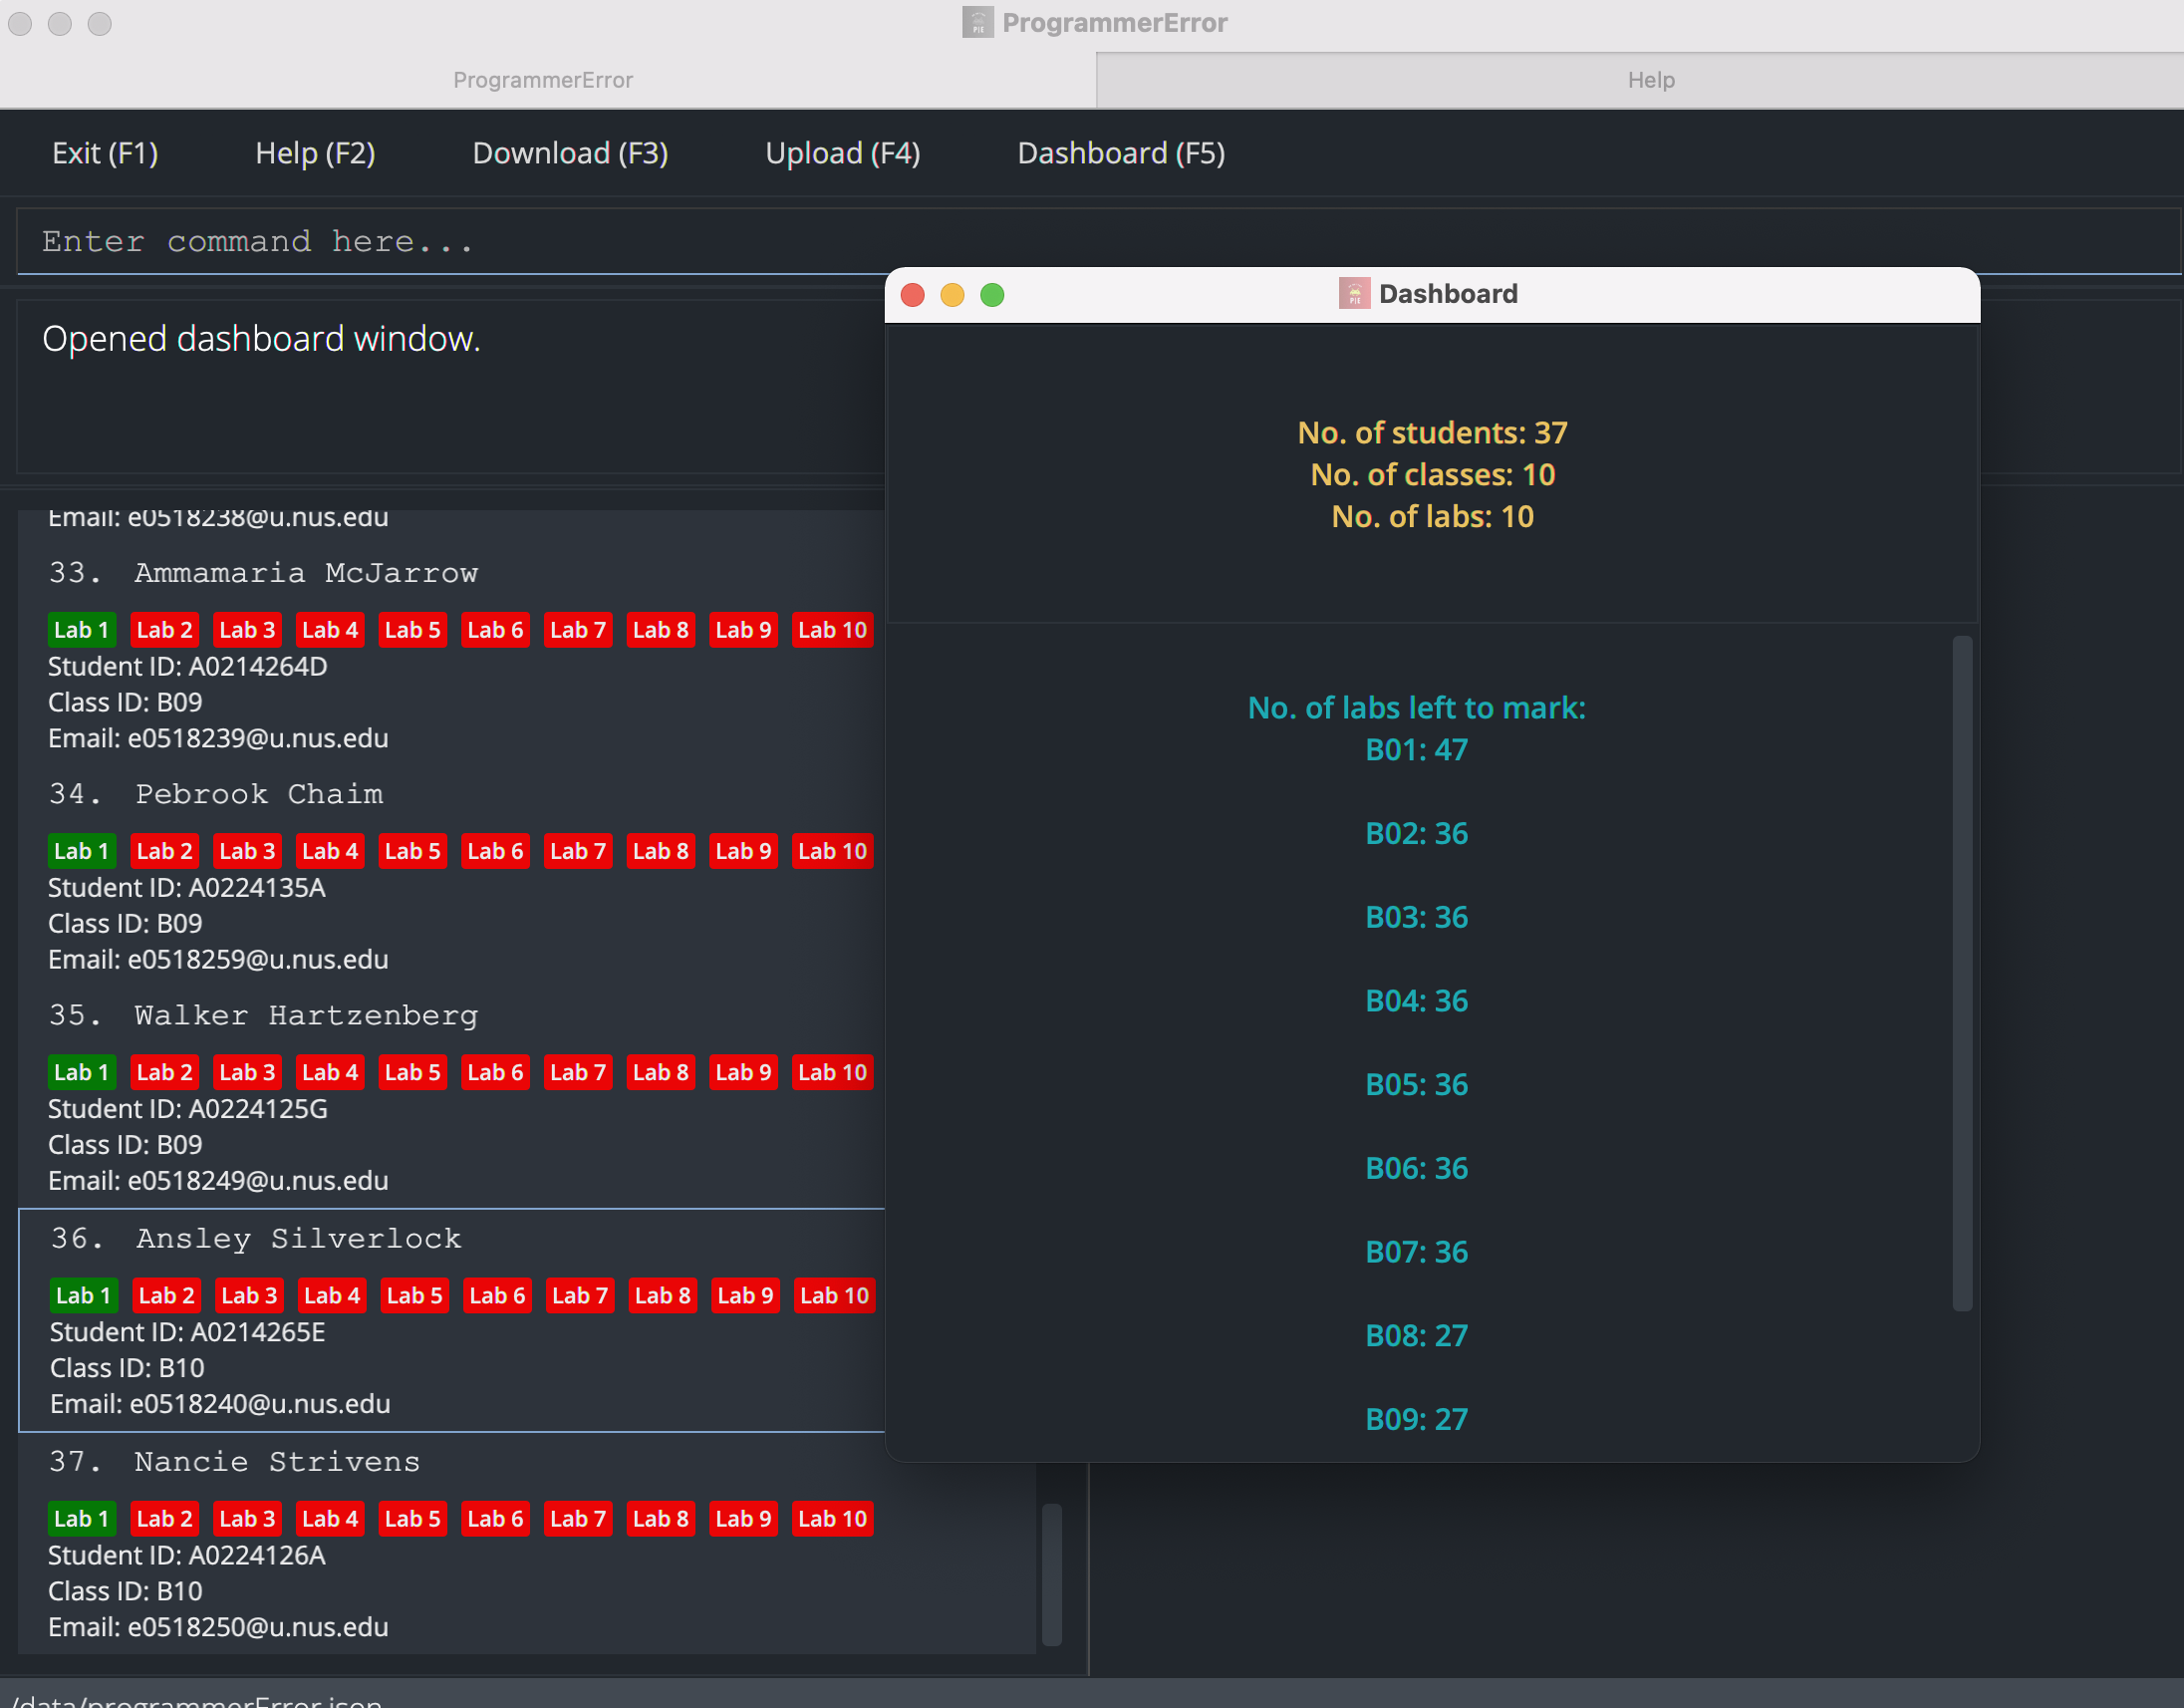 ProgrammerError
ProgrammerError
Help
Exit (F1) Help (F2) Download (F3) Upload (F4) Dashboard (F5)
Enter command here...
Opened dashboard window.
Email: e0518238@u.nus.edu
33. Ammamaria McJarrow
Lab 1 Lab 2 Lab 3 Lab 4 Lab 5 Lab 6 Lab 7 Lab 8 Lab 9 Lab 10
Student ID: A0214264D
Class ID: B09
Email: e0518239@u.nus.edu
34. Pebrook Chaim
Lab 1 Lab 2 Lab 3 Lab 4 Lab 5 Lab 6 Lab 7 Lab 8 Lab 9 Lab 10
Student ID: A0224135A
Class ID: B09
Email: e0518259@u.nus.edu
35. Walker Hartzenberg
Lab 1 Lab 2 Lab 3 Lab 4 Lab 5 Lab 6 Lab 7 Lab 8 Lab 9 Lab 10
Student ID: A0224125G
Class ID: B09
Email: e0518249@u.nus.edu
36. Ansley Silverlock
Lab 1 Lab 2 Lab 3 Lab 4 Lab 5 Lab 6 Lab 7 Lab 8 Lab 9 Lab 10
Student ID: A0214265E
Class ID: B10
Email: e0518240@u.nus.edu
37. Nancie Strivens
Lab 1 Lab 2 Lab 3 Lab 4 Lab 5 Lab 6 Lab 7 Lab 8 Lab 9 Lab 10
Student ID: A0224126A
Class ID: B10
Email: e0518250@u.nus.edu
/data/programmerError.json
Dashboard
No. of students: 37
No. of classes: 10
No. of labs: 10
No. of labs left to mark:
B01: 47
B02: 36
B03: 36
B04: 36
B05: 36
B06: 36
B07: 36
B08: 27
B09: 27